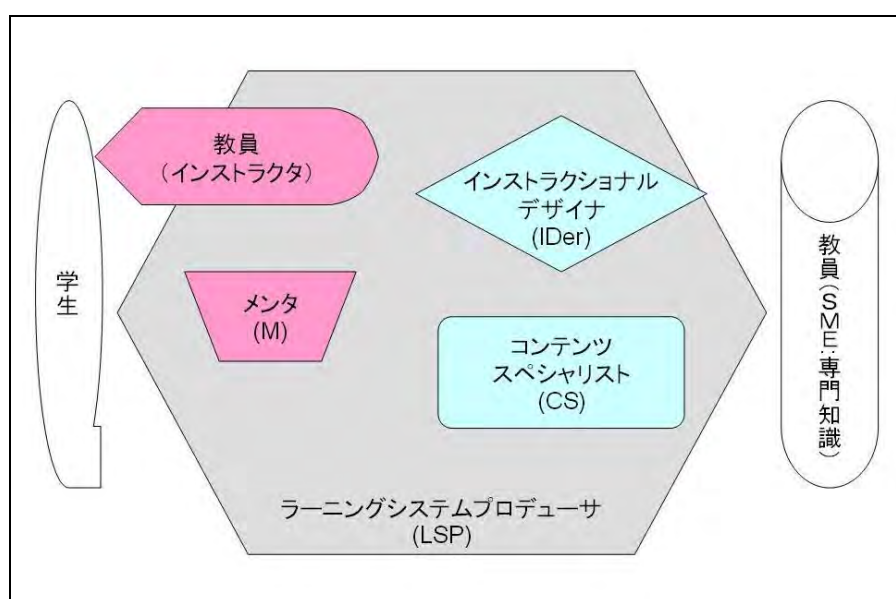 学生
教員
（インストラクタ）
メンタ
(M)
インストラクショナル
デザイナ
(IDer)
コンテンツ
スペシャリスト
(CS)
ラーニングシステムプロデューサ
(LSP)
教員（SME：専門知識）